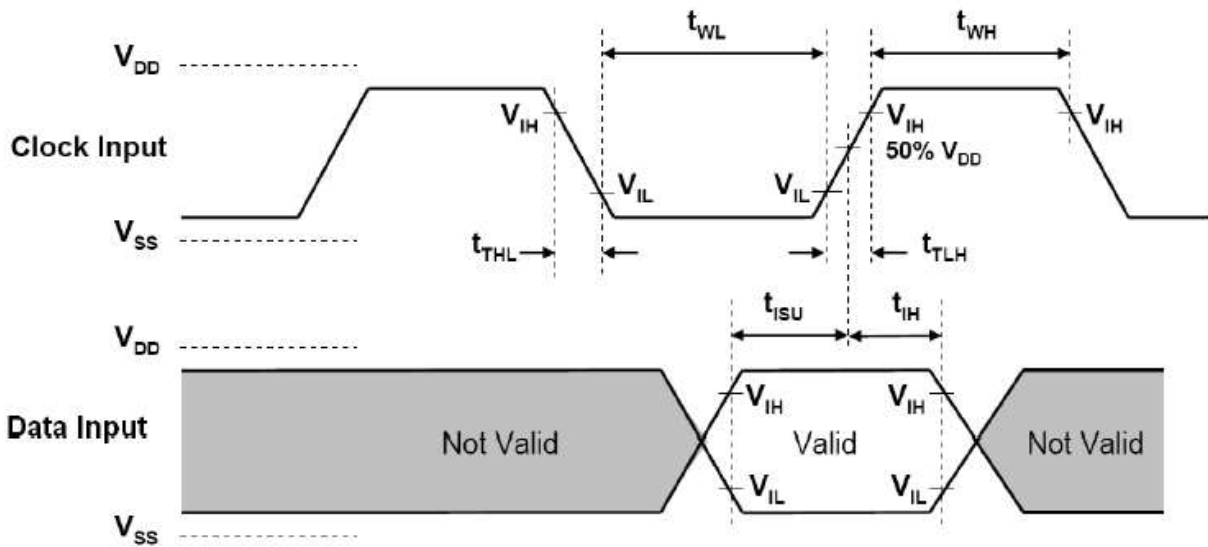 t_WL
t_WH
V_DD
V_IH
V_IH
V_IH
Clock Input
50% V_DD
V_IL
V_IL
V_SS
t_THL
t_TLH
t_ISU
t_IH
V_DD
V_IH
V_IH
Data Input
Not Valid
Valid
Not Valid
V_IL
V_IL
V_SS